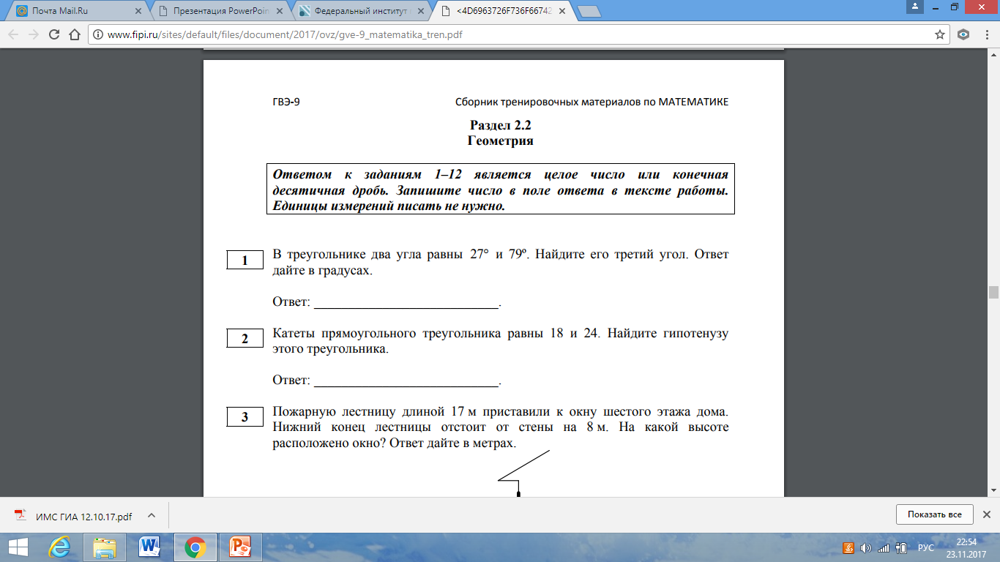 Почта Mail.Ru
Презентация PowerPoin
Федеральный институт
<4D6963726F736F66742
www.fipi.ru/sites/default/files/document/2017/ovz/gve-9_matematika_tren.pdf
ГВЭ-9 Сборник тренировочных материалов по МАТЕМАТИКЕ
Раздел 2.2
Геометрия
Ответом к заданиям 1–12 является целое число или конечная
десятичная дробь. Запишите число в поле ответа в тексте работы.
Единицы измерений писать не нужно.
1 В треугольнике два угла равны 27° и 79º. Найдите его третий угол. Ответ
дайте в градусах.
Ответ: ___________________________.
2 Катеты прямоугольного треугольника равны 18 и 24. Найдите гипотенузу
этого треугольника.
Ответ: ___________________________.
3 Пожарную лестницу длиной 17 м приставили к окну шестого этажа дома.
Нижний конец лестницы отстоит от стены на 8 м. На какой высоте
расположено окно? Ответ дайте в метрах.
ИМС ГИА 12.10.17.pdf
Показать все
РУС
22:54
23.11.2017